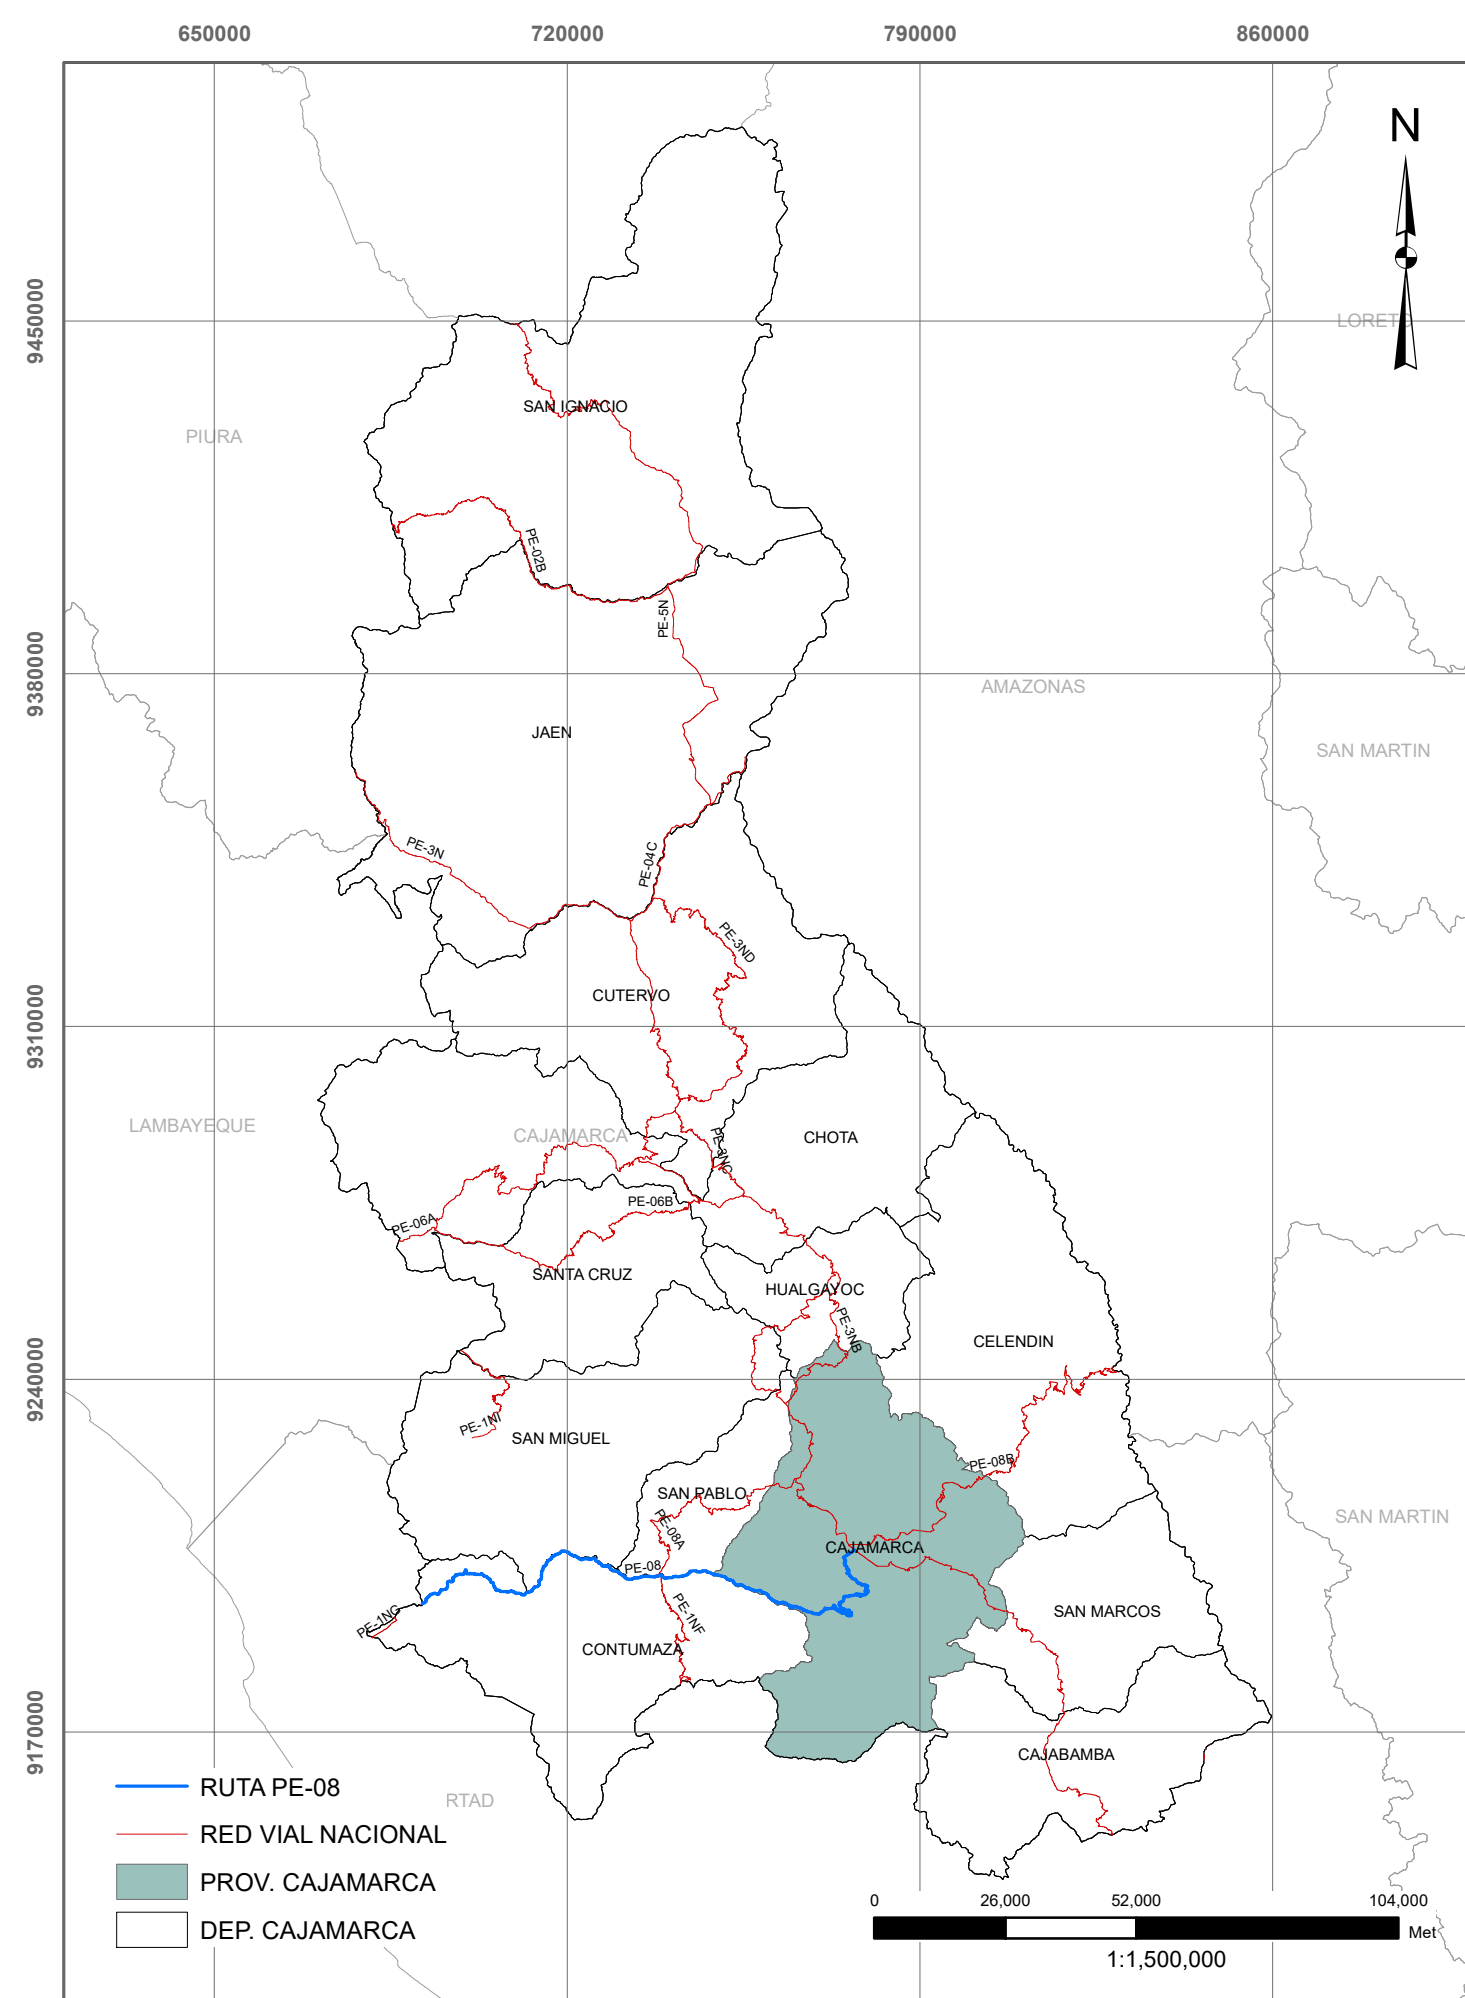 650000
720000
790000
860000
N
9450000
LORETO
SAN IGNACIO
PIURA
PE-02B
PE-5N
9380000
AMAZONAS
JAEN
SAN MARTIN
PE-3N
PE-04C
PE-3ND
CUTERVO
9310000
LAMBAYEQUE
CAJAMARCA
CHOTA
PE-3NC
PE-06B
PE-06A
SANTA CRUZ
HUALGAYOC
PE-3NB
CELENDIN
9240000
PE-1NI
SAN MIGUEL
PE-08B
SAN PABLO
PE-08A
SAN MARTIN
CAJAMARCA
PE-08
PE-1NG
PE-1NF
SAN MARCOS
CONTUMAZA
9170000
CAJABAMBA
RUTA PE-08
RTAD
RED VIAL NACIONAL
PROV. CAJAMARCA
DEP. CAJAMARCA
0
26,000
52,000
104,000
Met
1:1,500,000